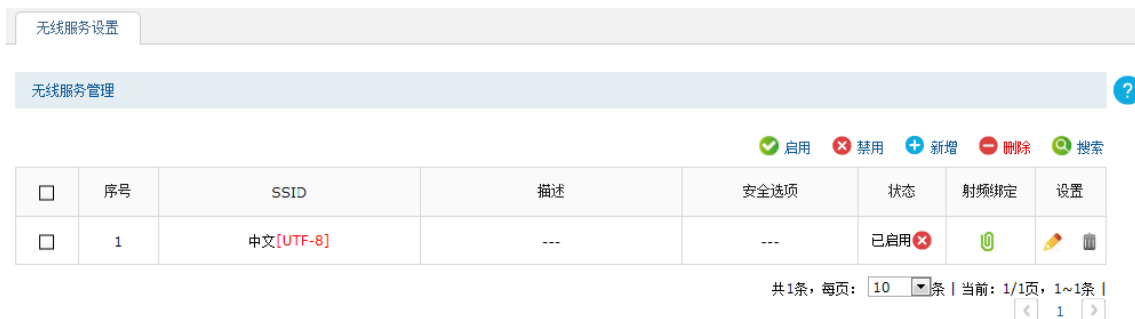 无线服务设置
无线服务管理
?
启用 禁用 新增 删除 搜索
序号 SSID 描述 安全选项 状态 射频绑定 设置
1 中文[UTF-8] --- --- 已启用
共1条，每页： 10 条 | 当前：1/1页，1~1条 |
< 1 >